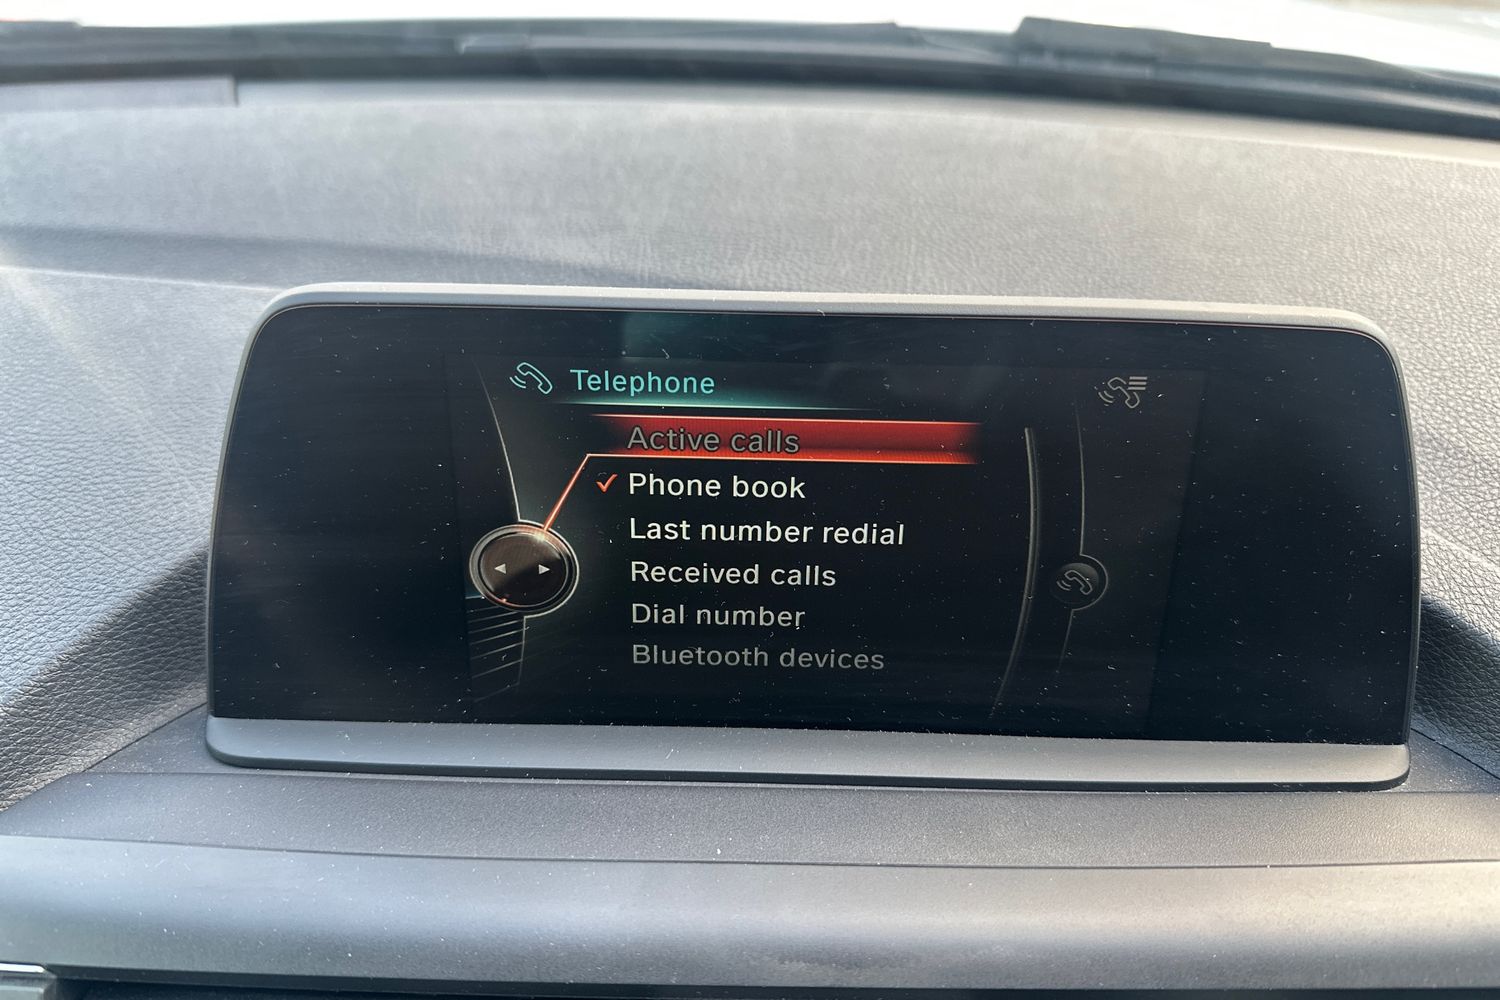 Telephone
Active calls
Phone book
Last number redial
Received calls
Dial number
Bluetooth devices